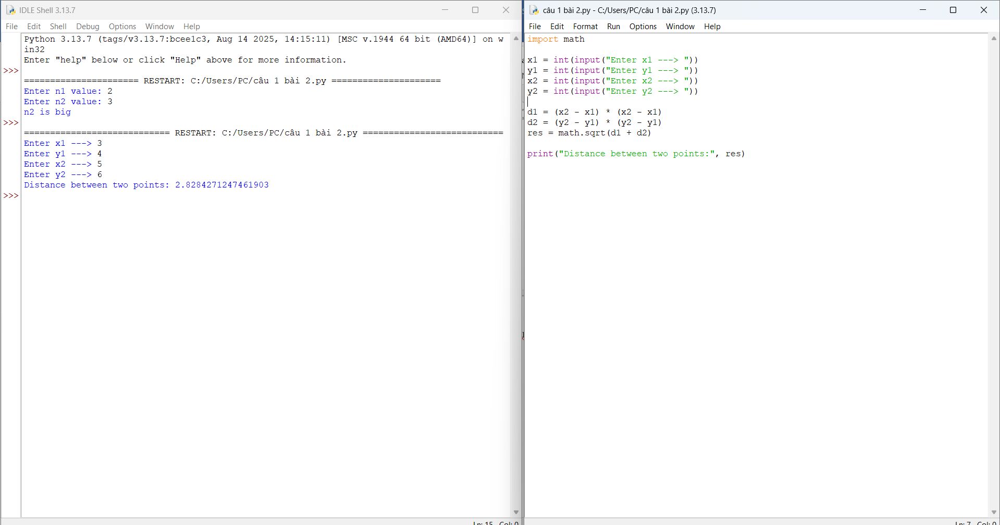 IDLE Shell 3.13.7
File Edit Shell Debug Options Window Help
Python 3.13.7 (tags/v3.13.7:bcee1c3, Aug 14 2025, 14:15:11) [MSC v.1944 64 bit (AMD64)] on w
in32
Enter "help" below or click "Help" above for more information.
>>>
====================== RESTART: C:/Users/PC/câu 1 bài 2.py =====================
Enter n1 value: 2
Enter n2 value: 3
n2 is big
>>>
============================ RESTART: C:/Users/PC/câu 1 bài 2.py ===========================
Enter x1 ---> 3
Enter y1 ---> 4
Enter x2 ---> 5
Enter y2 ---> 6
Distance between two points: 2.8284271247461903
>>>
Ln: 15 Col: 0
câu 1 bài 2.py - C:/Users/PC/câu 1 bài 2.py (3.13.7)
File Edit Format Run Options Window Help
import math
x1 = int(input("Enter x1 ---> "))
y1 = int(input("Enter y1 ---> "))
x2 = int(input("Enter x2 ---> "))
y2 = int(input("Enter y2 ---> "))
d1 = (x2 - x1) * (x2 - x1)
d2 = (y2 - y1) * (y2 - y1)
res = math.sqrt(d1 + d2)
print("Distance between two points:", res)
Ln: 7 Col: 0